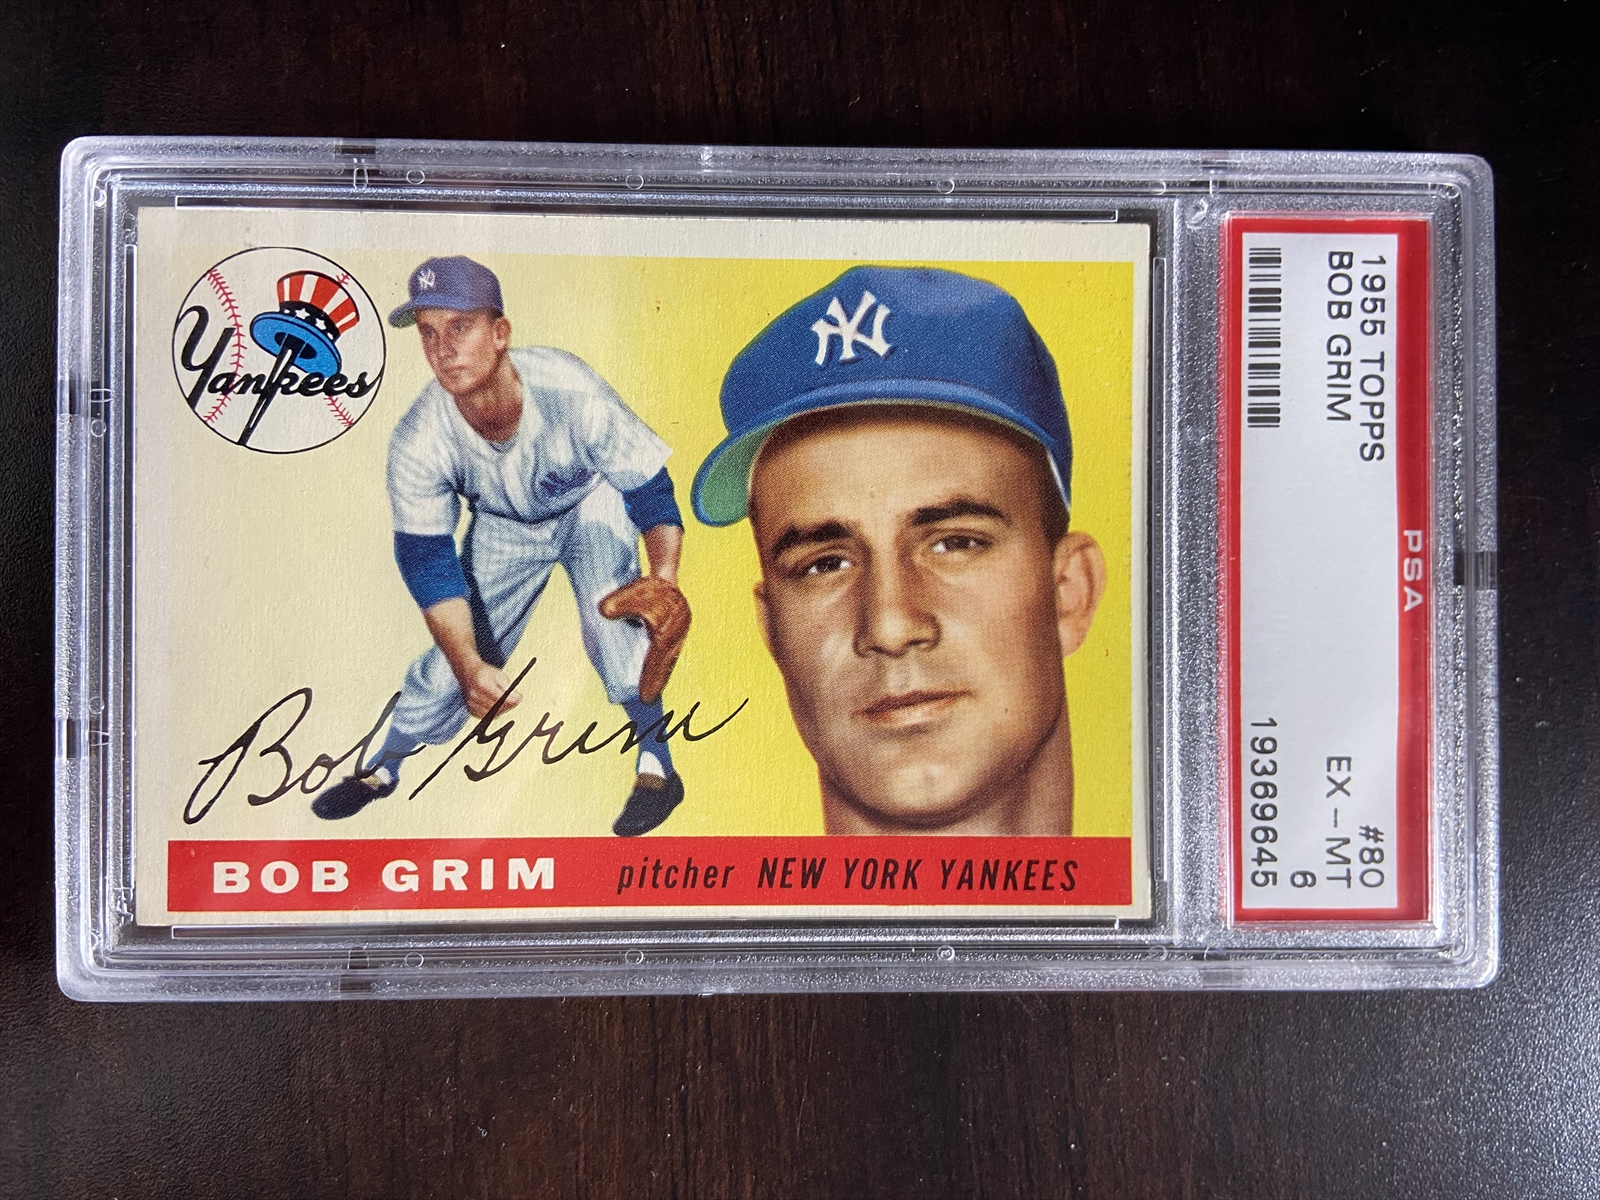 Yankees
NY
NY
Bob Grim
BOB GRIM pitcher NEW YORK YANKEES
1955 TOPPS #80
BOB GRIM EX - MT
6
19369645
PSA